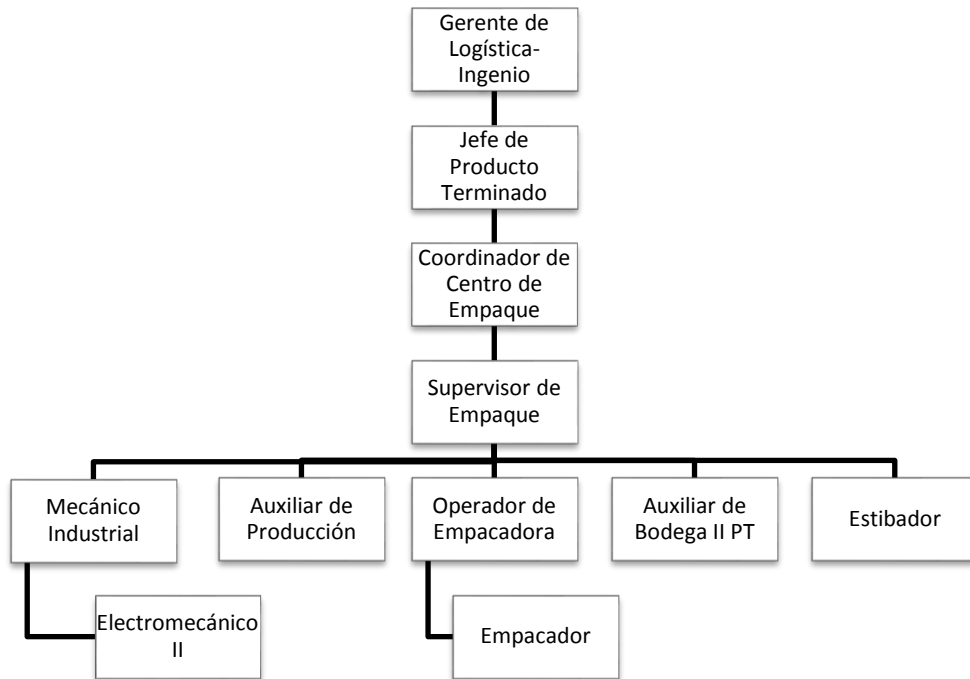 Gerente de
Logística-
Ingenio
Jefe de
Producto
Terminado
Coordinador de
Centro de
Empaque
Supervisor de
Empaque
Mecánico
Industrial
Auxiliar de
Producción
Operador de
Empacadora
Auxiliar de
Bodega II PT
Estibador
Electromecánico
II
Empacador